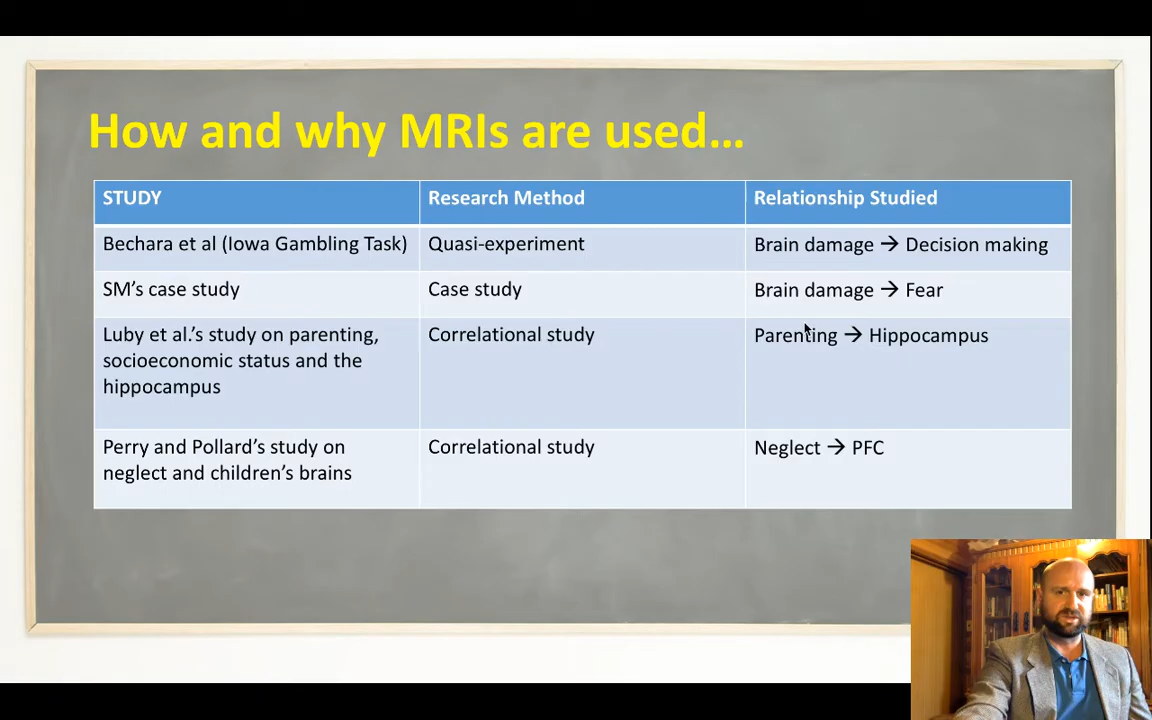 How and why MRIs are used...
STUDY
Research Method
Relationship Studied
Bechara et al (Iowa Gambling Task)
Quasi-experiment
Brain damage → Decision making
SM's case study
Case study
Brain damage → Fear
Luby et al.'s study on parenting,
socioeconomic status and the
hippocampus
Correlational study
Parenting → Hippocampus
Perry and Pollard's study on
neglect and children's brains
Correlational study
Neglect → PFC